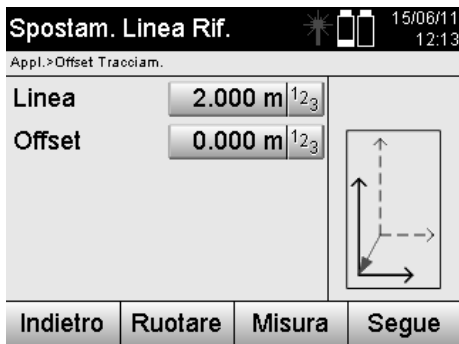 Spostam. Linea Rif.
15/06/11
12:13
Appl.>Offset Tracciam.
Linea 2.000 m 123
Offset 0.000 m 123
Indietro Ruotare Misura Segue